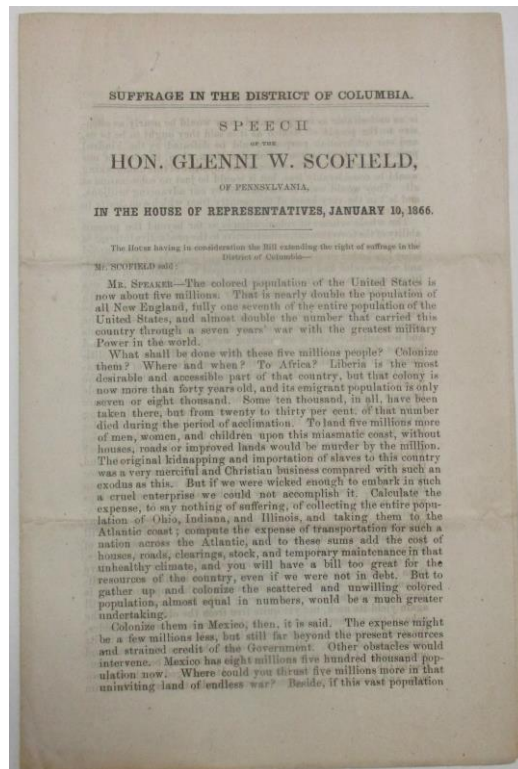 SUFFRAGE IN THE DISTRICT OF COLUMBIA.
SPEECH
OF THE
HON. GLENNI W. SCOFIELD,
OF PENNSYLVANIA,
IN THE HOUSE OF REPRESENTATIVES, JANUARY 10, 1866.
The House having in consideration the Bill extending the right of suffrage in the
District of Columbia—
Mr. SCOFIELD said:
MR. SPEAKER—The colored population of the United States is
now about five millions. That is nearly double the population of
all New England, fully one seventh of the entire population of the
United States, and almost double the number that carried this
country through a seven years' war with the greatest military
Power in the world.
What shall be done with these five millions people? Colonize
them? Where and when? To Africa? Liberia is the most
desirable and accessible part of that country, but that colony is
now more than forty years old, and its emigrant population is only
seven or eight thousand. Some ten thousand, in all, have been
taken there, but from twenty to thirty per cent. of that number
died during the period of acclimation. To land five millions more
of men, women, and children upon this miasmatic coast, without
houses, roads or improved lands would be murder by the million.
The original kidnapping and importation of slaves to this country
was a very merciful and Christian business compared with such an
exodus as this. But if we were wicked enough to embark in such
a cruel enterprise we could not accomplish it. Calculate the
expense, to say nothing of suffering, of collecting the entire popu-
lation of Ohio, Indiana, and Illinois, and taking them to the
Atlantic coast; compute the expense of transportation for such a
nation across the Atlantic, and to these sums add the cost of
houses, roads, clearings, stock, and temporary maintenance in that
unhealthy climate, and you will have a bill too great for the
resources of the country, even if we were not in debt. But to
gather up and colonize the scattered and unwilling colored
population, almost equal in numbers, would be a much greater
undertaking.
Colonize them in Mexico, then, it is said. The expense might
be a few millions less, but still far beyond the present resources
and strained credit of the Government. Other obstacles would
intervene. Mexico has eight millions five hundred thousand pop-
ulation now. Where could you thrust five millions more in that
uninviting land of endless war? Beside, if this vast population